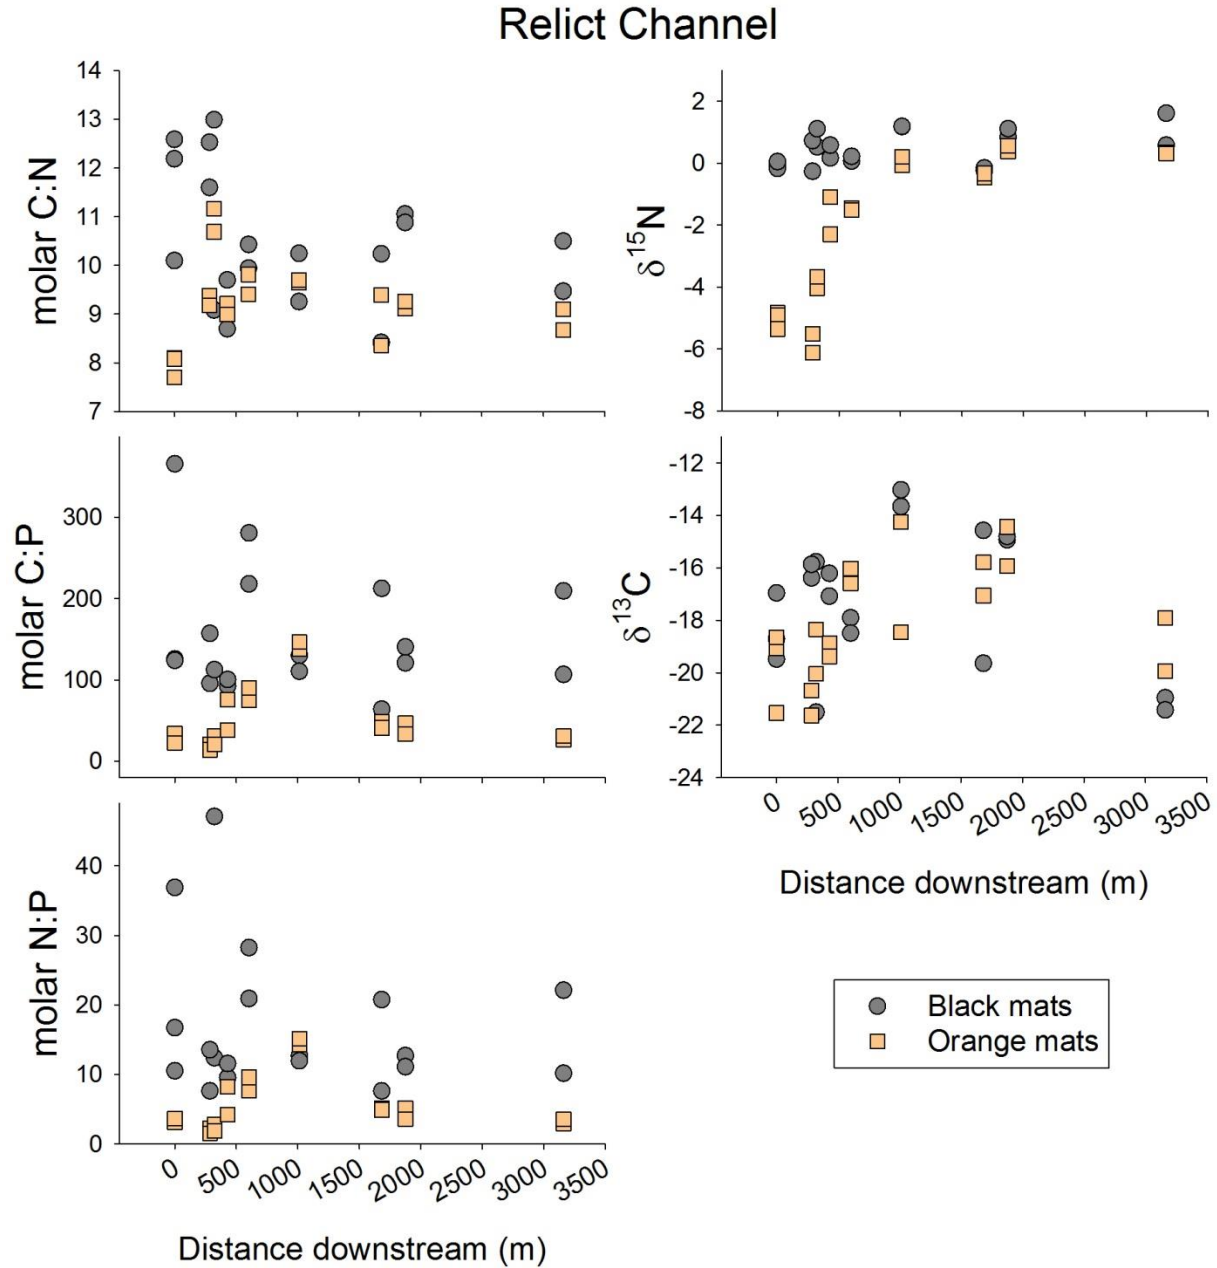 Relict Channel
molar C:N
14
13
12
11
10
9
8
7
δ¹⁵N
2
0
-2
-4
-6
-8
molar C:P
300
200
100
0
δ¹³C
-12
-14
-16
-18
-20
-22
-24
0 500 1000 1500 2000 2500 3000 3500
Distance downstream (m)
molar N:P
40
30
20
10
0
0 500 1000 1500 2000 2500 3000 3500
Distance downstream (m)
Black mats
Orange mats